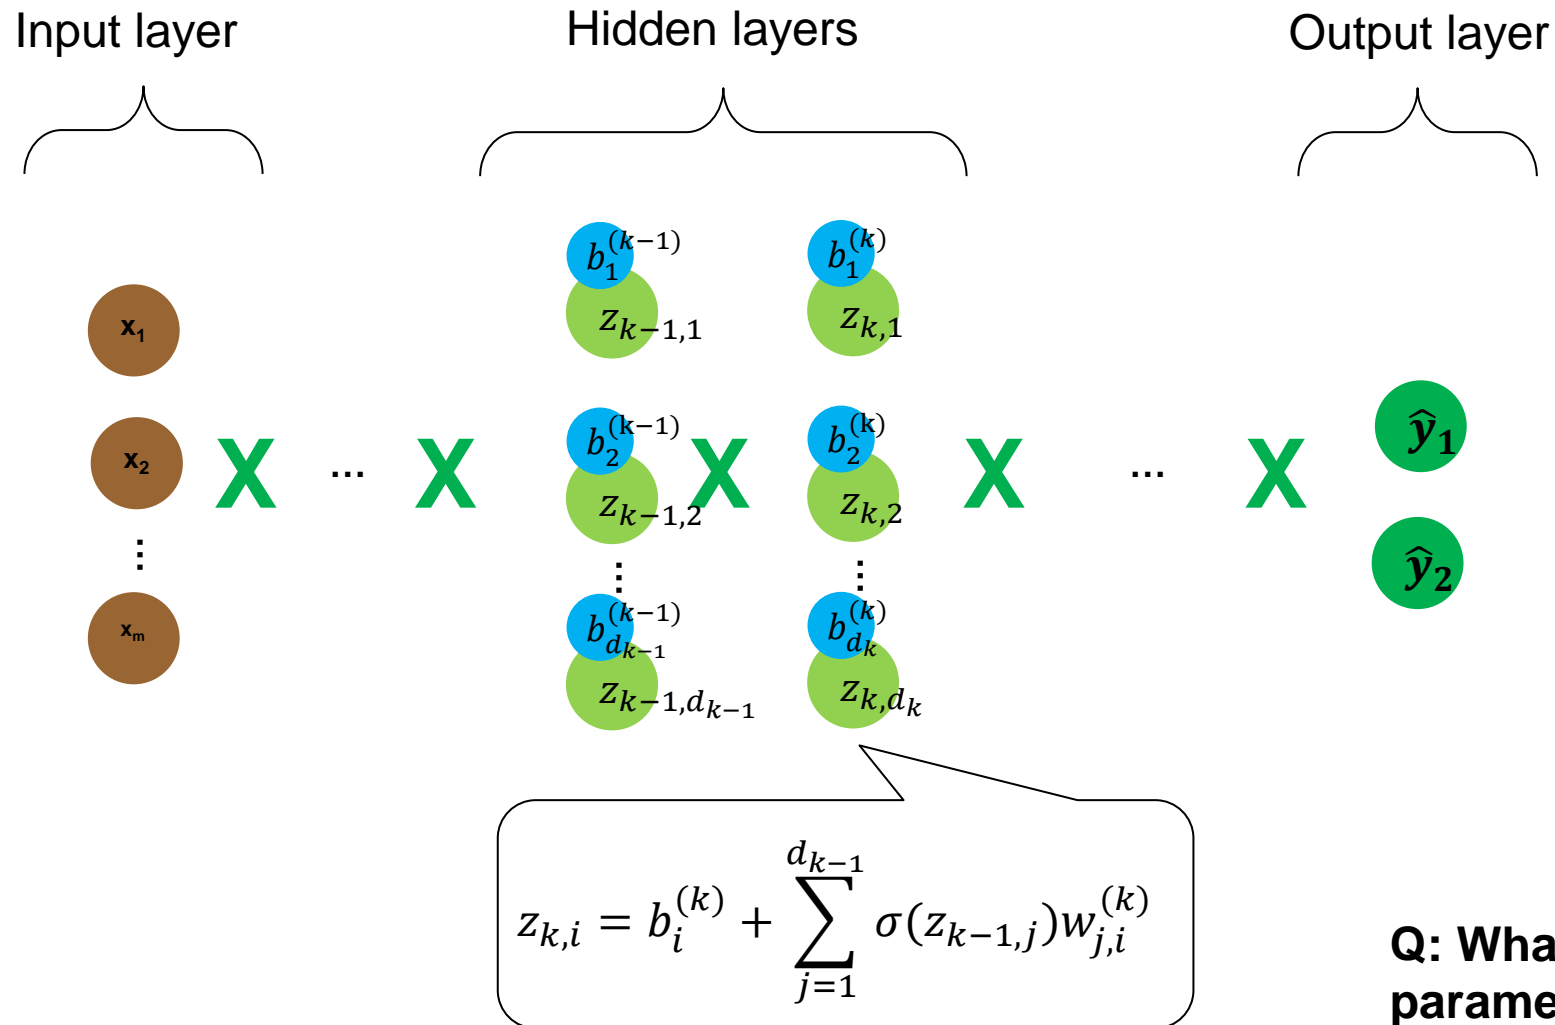 Input layer
Hidden layers
Output layer
x₁
x₂
⋮
xₘ
X
...
X
b₁^(k−1)
z_{k−1,1}
b₂^(k−1)
z_{k−1,2}
⋮
b_{d_{k−1}}^(k−1)
z_{k−1,d_{k−1}}
X
b₁^(k)
z_{k,1}
b₂^(k)
z_{k,2}
⋮
b_{d_k}^(k)
z_{k,d_k}
X
...
X
ŷ₁
ŷ₂
z_{k,i} = b_i^(k) + ∑_{j=1}^{d_{k−1}} σ(z_{k−1,j})w_{j,i}^(k)
Q: Wha
parame